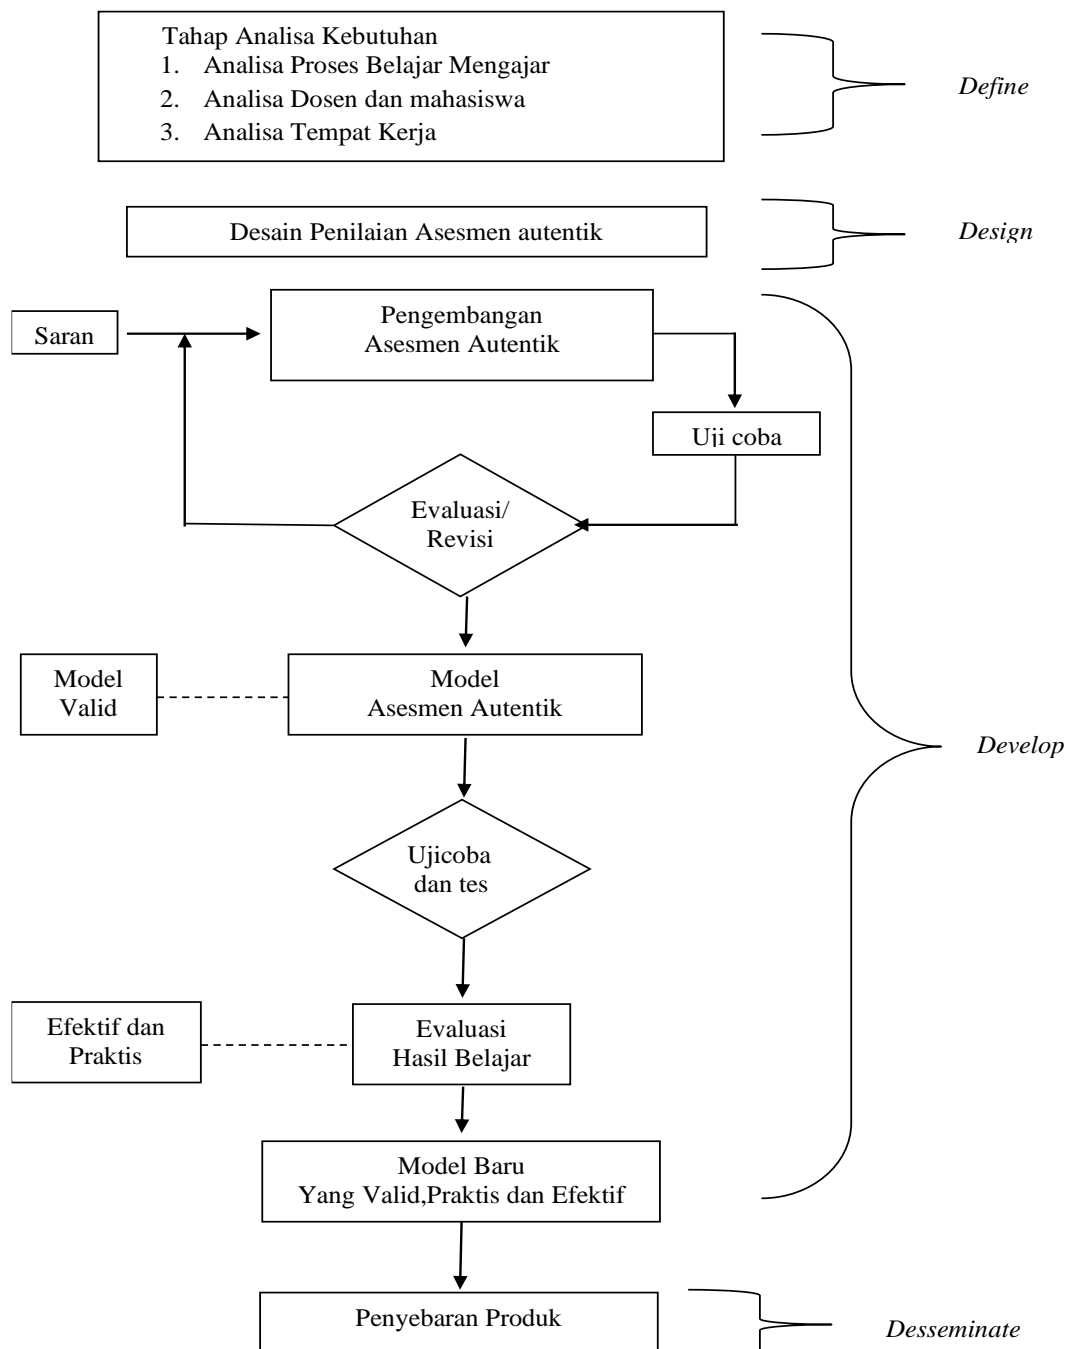 Tahap Analisa Kebutuhan
1. Analisa Proses Belajar Mengajar
2. Analisa Dosen dan mahasiswa
3. Analisa Tempat Kerja
Define
Desain Penilaian Asesmen autentik
Design
Saran
Pengembangan
Asesmen Autentik
Uji coba
Evaluasi/
Revisi
Model
Valid
Model
Asesmen Autentik
Develop
Ujicoba
dan tes
Efektif dan
Praktis
Evaluasi
Hasil Belajar
Model Baru
Yang Valid,Praktis dan Efektif
Penyebaran Produk
Desseminate